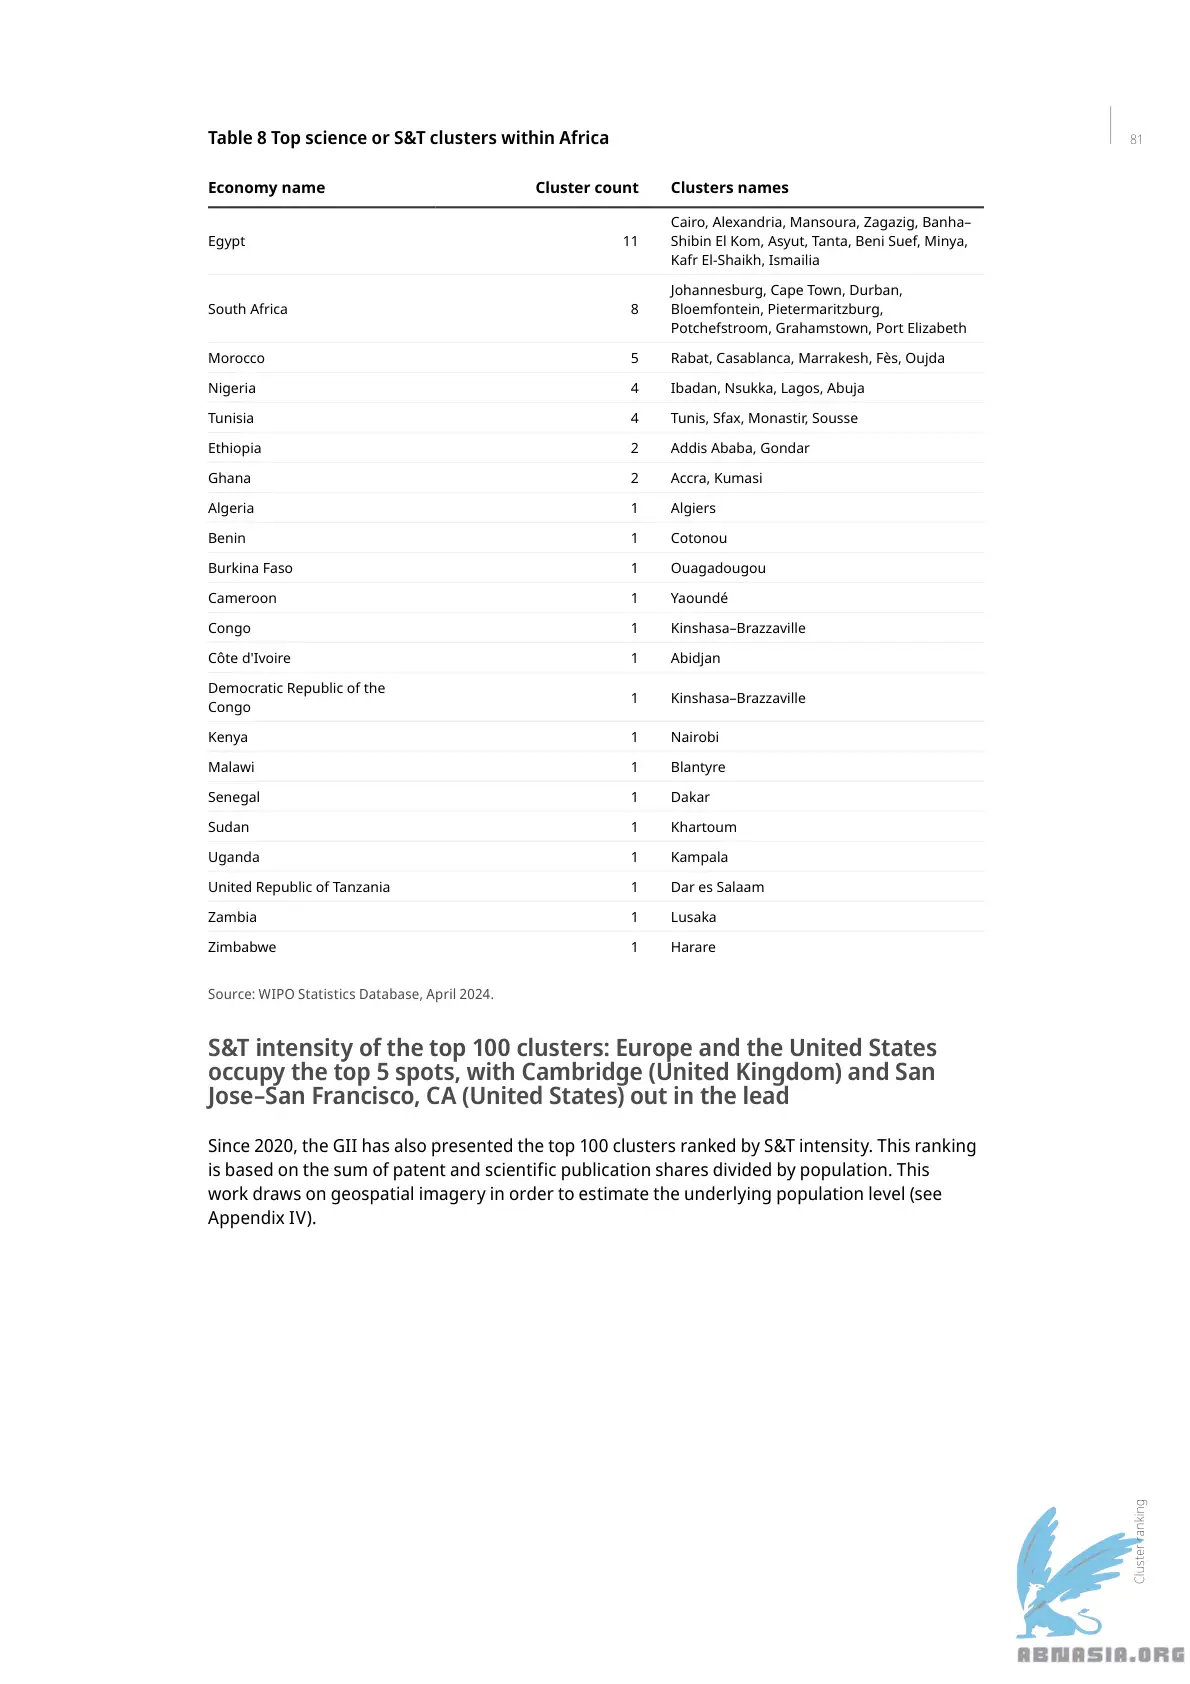 Table 8 Top science or S&T clusters within Africa
81
Economy name Cluster count Clusters names
Egypt 11 Cairo, Alexandria, Mansoura, Zagazig, Banha–
Shibin El Kom, Asyut, Tanta, Beni Suef, Minya,
Kafr El-Shaikh, Ismailia
South Africa 8 Johannesburg, Cape Town, Durban,
Bloemfontein, Pietermaritzburg,
Potchefstroom, Grahamstown, Port Elizabeth
Morocco 5 Rabat, Casablanca, Marrakesh, Fès, Oujda
Nigeria 4 Ibadan, Nsukka, Lagos, Abuja
Tunisia 4 Tunis, Sfax, Monastir, Sousse
Ethiopia 2 Addis Ababa, Gondar
Ghana 2 Accra, Kumasi
Algeria 1 Algiers
Benin 1 Cotonou
Burkina Faso 1 Ouagadougou
Cameroon 1 Yaoundé
Congo 1 Kinshasa–Brazzaville
Côte d'Ivoire 1 Abidjan
Democratic Republic of the
Congo 1 Kinshasa–Brazzaville
Kenya 1 Nairobi
Malawi 1 Blantyre
Senegal 1 Dakar
Sudan 1 Khartoum
Uganda 1 Kampala
United Republic of Tanzania 1 Dar es Salaam
Zambia 1 Lusaka
Zimbabwe 1 Harare
Source: WIPO Statistics Database, April 2024.
S&T intensity of the top 100 clusters: Europe and the United States
occupy the top 5 spots, with Cambridge (United Kingdom) and San
Jose–San Francisco, CA (United States) out in the lead
Since 2020, the GII has also presented the top 100 clusters ranked by S&T intensity. This ranking
is based on the sum of patent and scientific publication shares divided by population. This
work draws on geospatial imagery in order to estimate the underlying population level (see
Appendix IV).
Cluster ranking
ABNASIA.ORG